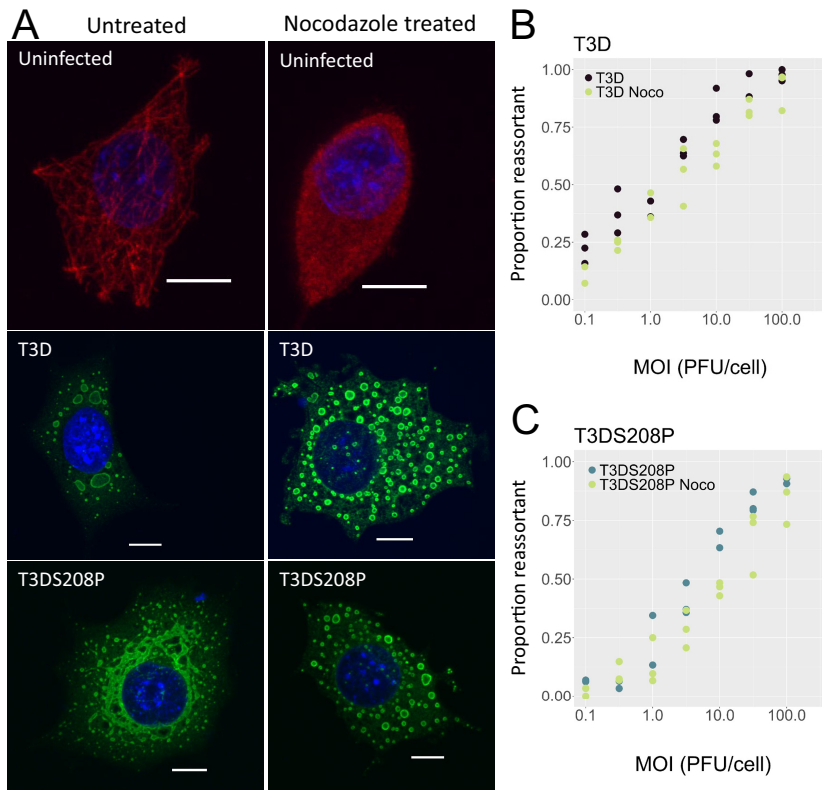 A
Untreated
Nocodazole treated
Uninfected
Uninfected
T3D
T3D
T3DS208P
T3DS208P
B
T3D
T3D
T3D Noco
Proportion reassortant
1.00
0.75
0.50
0.25
0.00
0.1 1.0 10.0 100.0
MOI (PFU/cell)
C
T3DS208P
T3DS208P
T3DS208P Noco
Proportion reassortant
1.00
0.75
0.50
0.25
0.00
0.1 1.0 10.0 100.0
MOI (PFU/cell)